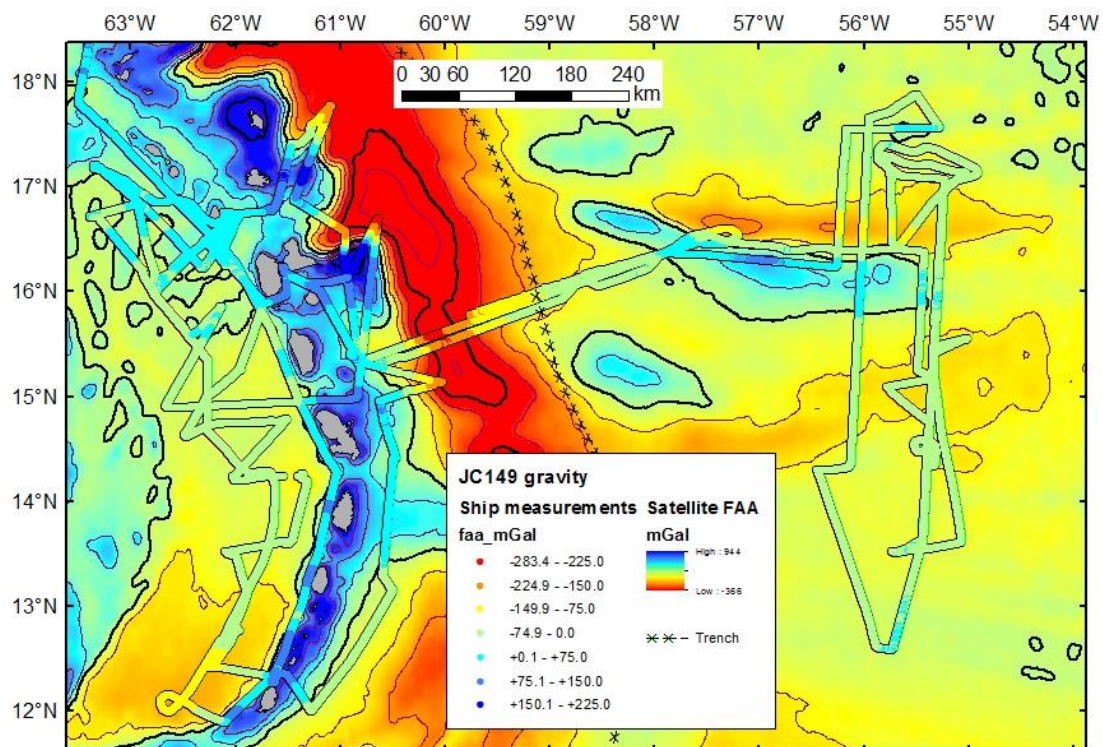 63°W 62°W 61°W 60°W 59°W 58°W 57°W 56°W 55°W 54°W
0 30 60 120 180 240
km
18°N
17°N
16°N
15°N
14°N
13°N
12°N
JC149 gravity
Ship measurements Satellite FAA
faa_mGal mGal
-283.4 - -225.0 High : 944
-224.9 - -150.0
-149.9 - -75.0 Low : -366
-74.9 - 0.0
+0.1 - +75.0 Trench
+75.1 - +150.0
+150.1 - +225.0